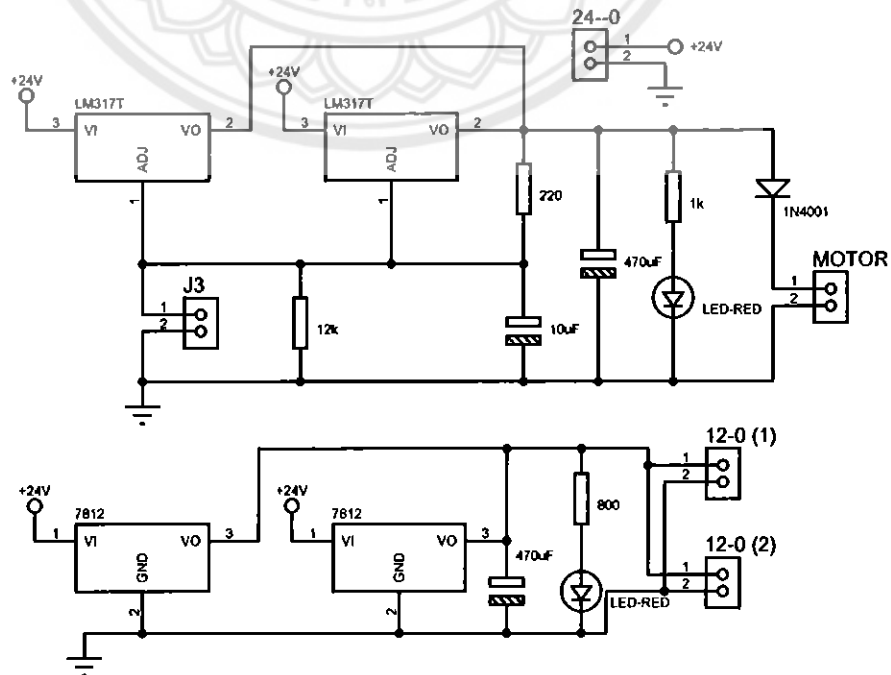 24--0
1
+24V
2
+24V
LM317T
3
VI
VO
2
ADJ
1
+24V
LM317T
3
VI
VO
2
ADJ
1
220
470uF
1k
1N4001
LED-RED
MOTOR
1
2
J3
1
2
12k
10uF
+24V
7812
1
VI
VO
3
GND
2
+24V
7812
1
VI
VO
3
GND
2
470uF
800
LED-RED
12-0 (1)
1
2
12-0 (2)
1
2